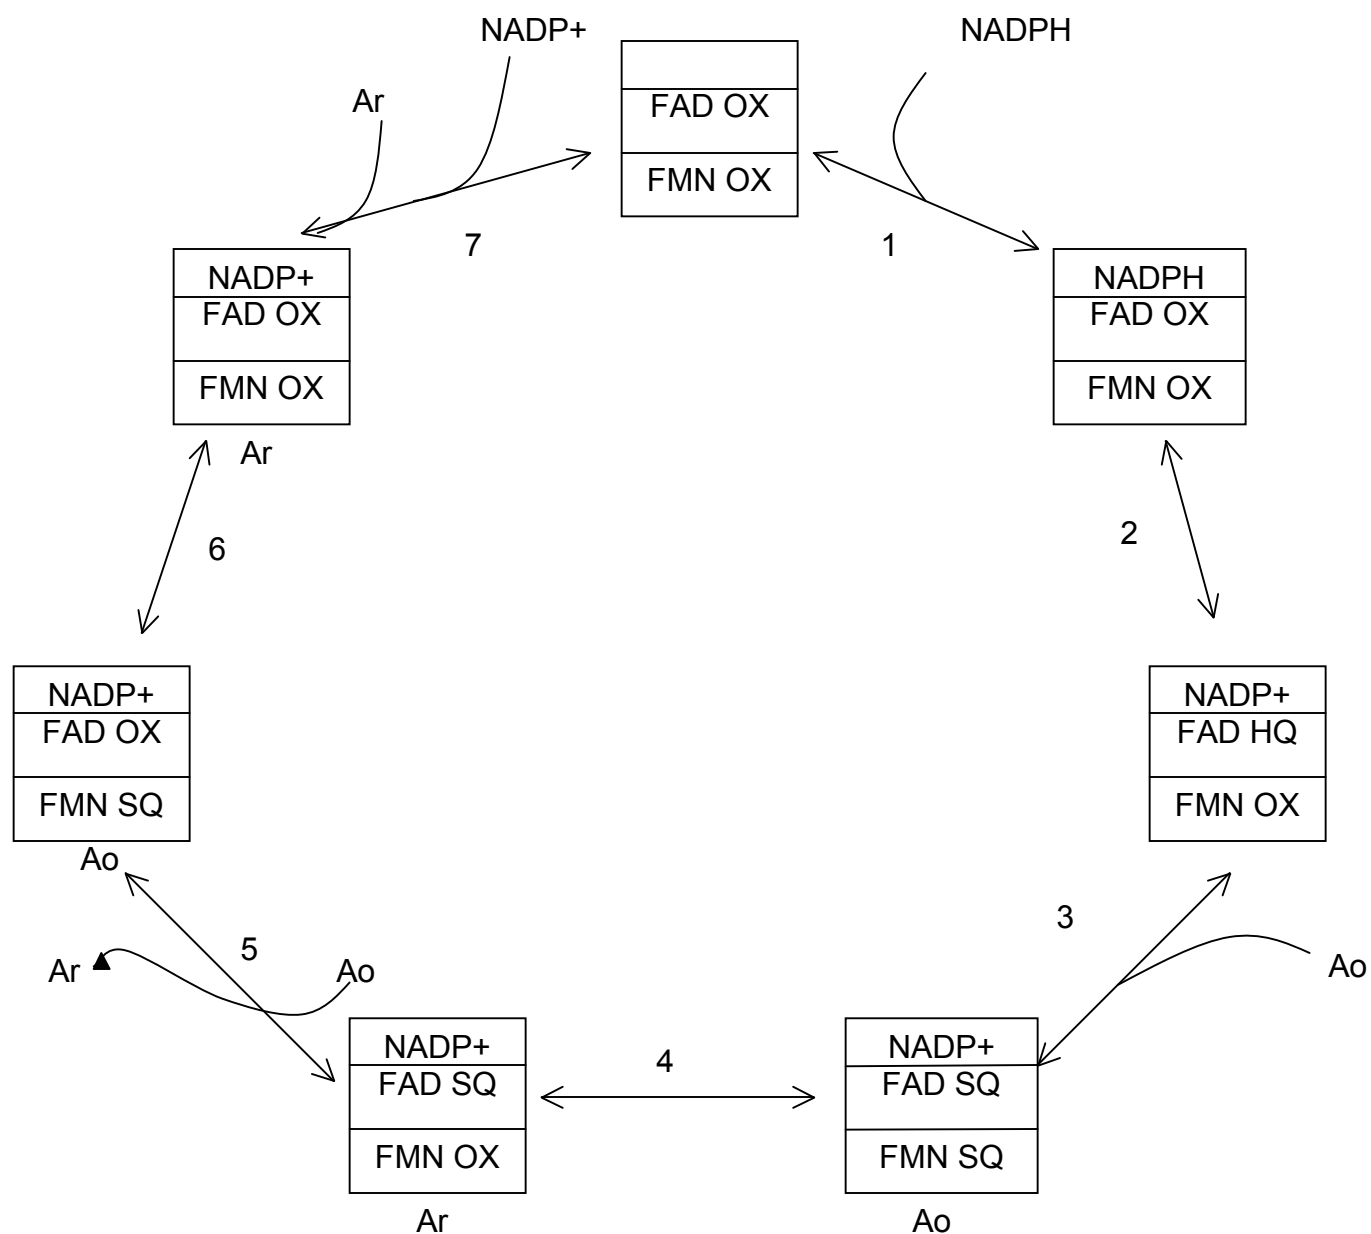 NADP+
NADPH
Ar
FAD OX
FMN OX
7
1
NADP+
FAD OX
FMN OX
Ar
NADPH
FAD OX
FMN OX
6
2
NADP+
FAD OX
FMN SQ
Ao
NADP+
FAD HQ
FMN OX
5
3
Ar
Ao
Ao
NADP+
FAD SQ
FMN OX
Ar
4
NADP+
FAD SQ
FMN SQ
Ao